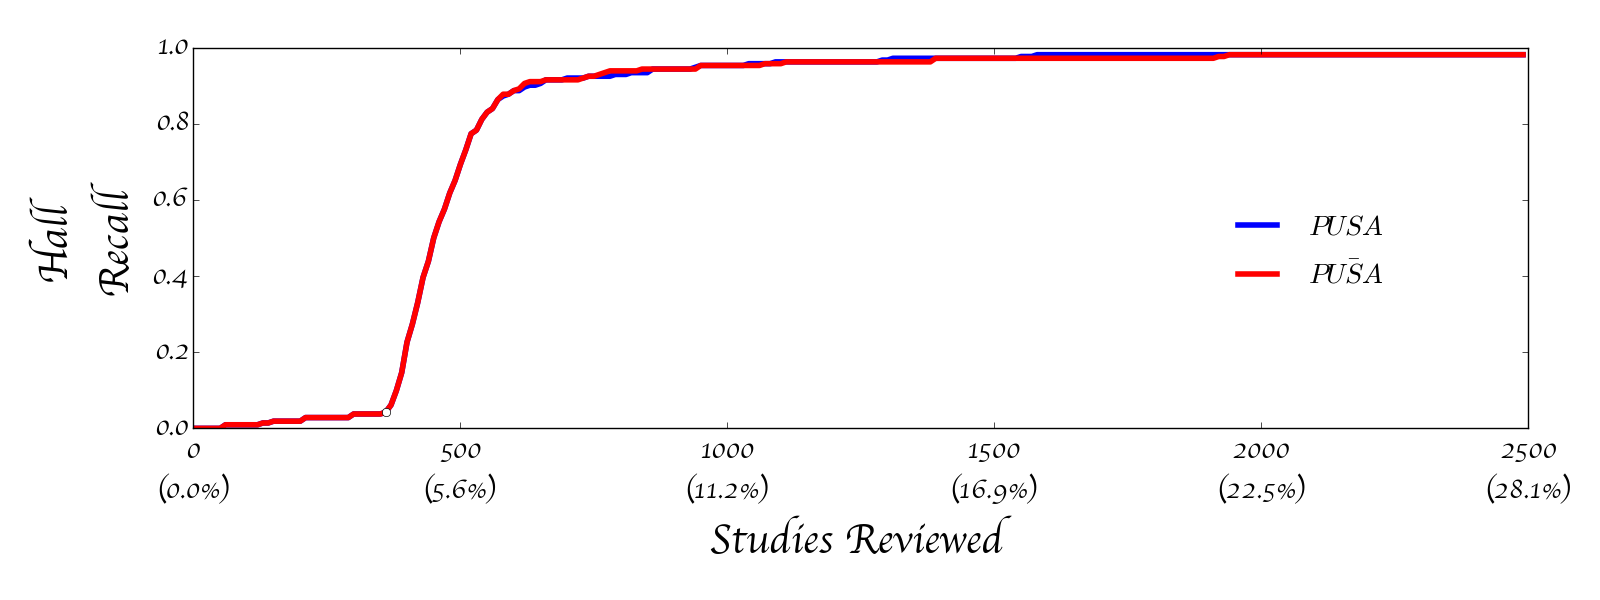 Hall
Recall
1.0
0.8
0.6
0.4
0.2
0.0
0 500 1000 1500 2000 2500
(0.0%) (5.6%) (11.2%) (16.9%) (22.5%) (28.1%)
Studies Reviewed
PUSA
PUS̄A